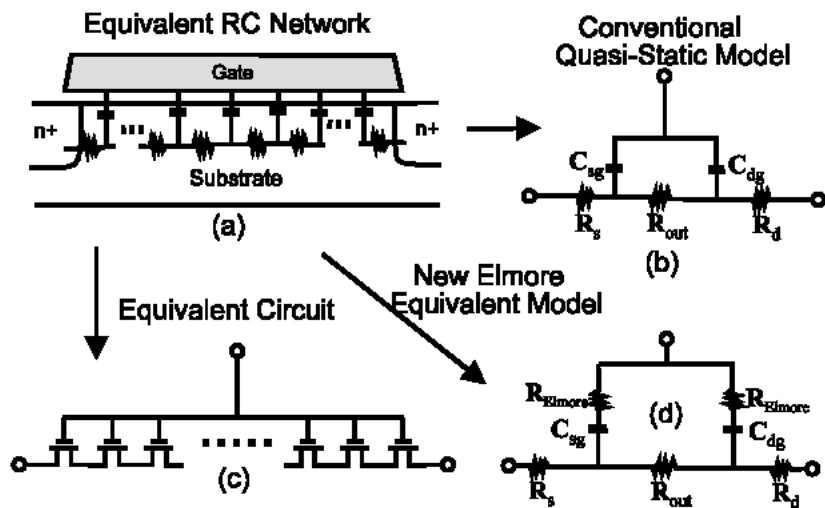 Equivalent RC Network
Gate
n+
n+
Substrate
(a)
Conventional
Quasi-Static Model
Csg
Cdg
Rs
Rout
Rd
(b)
Equivalent Circuit
(c)
New Elmore
Equivalent Model
RElmore
RElmore
(d)
Csg
Cdg
Rs
Rout
Rd